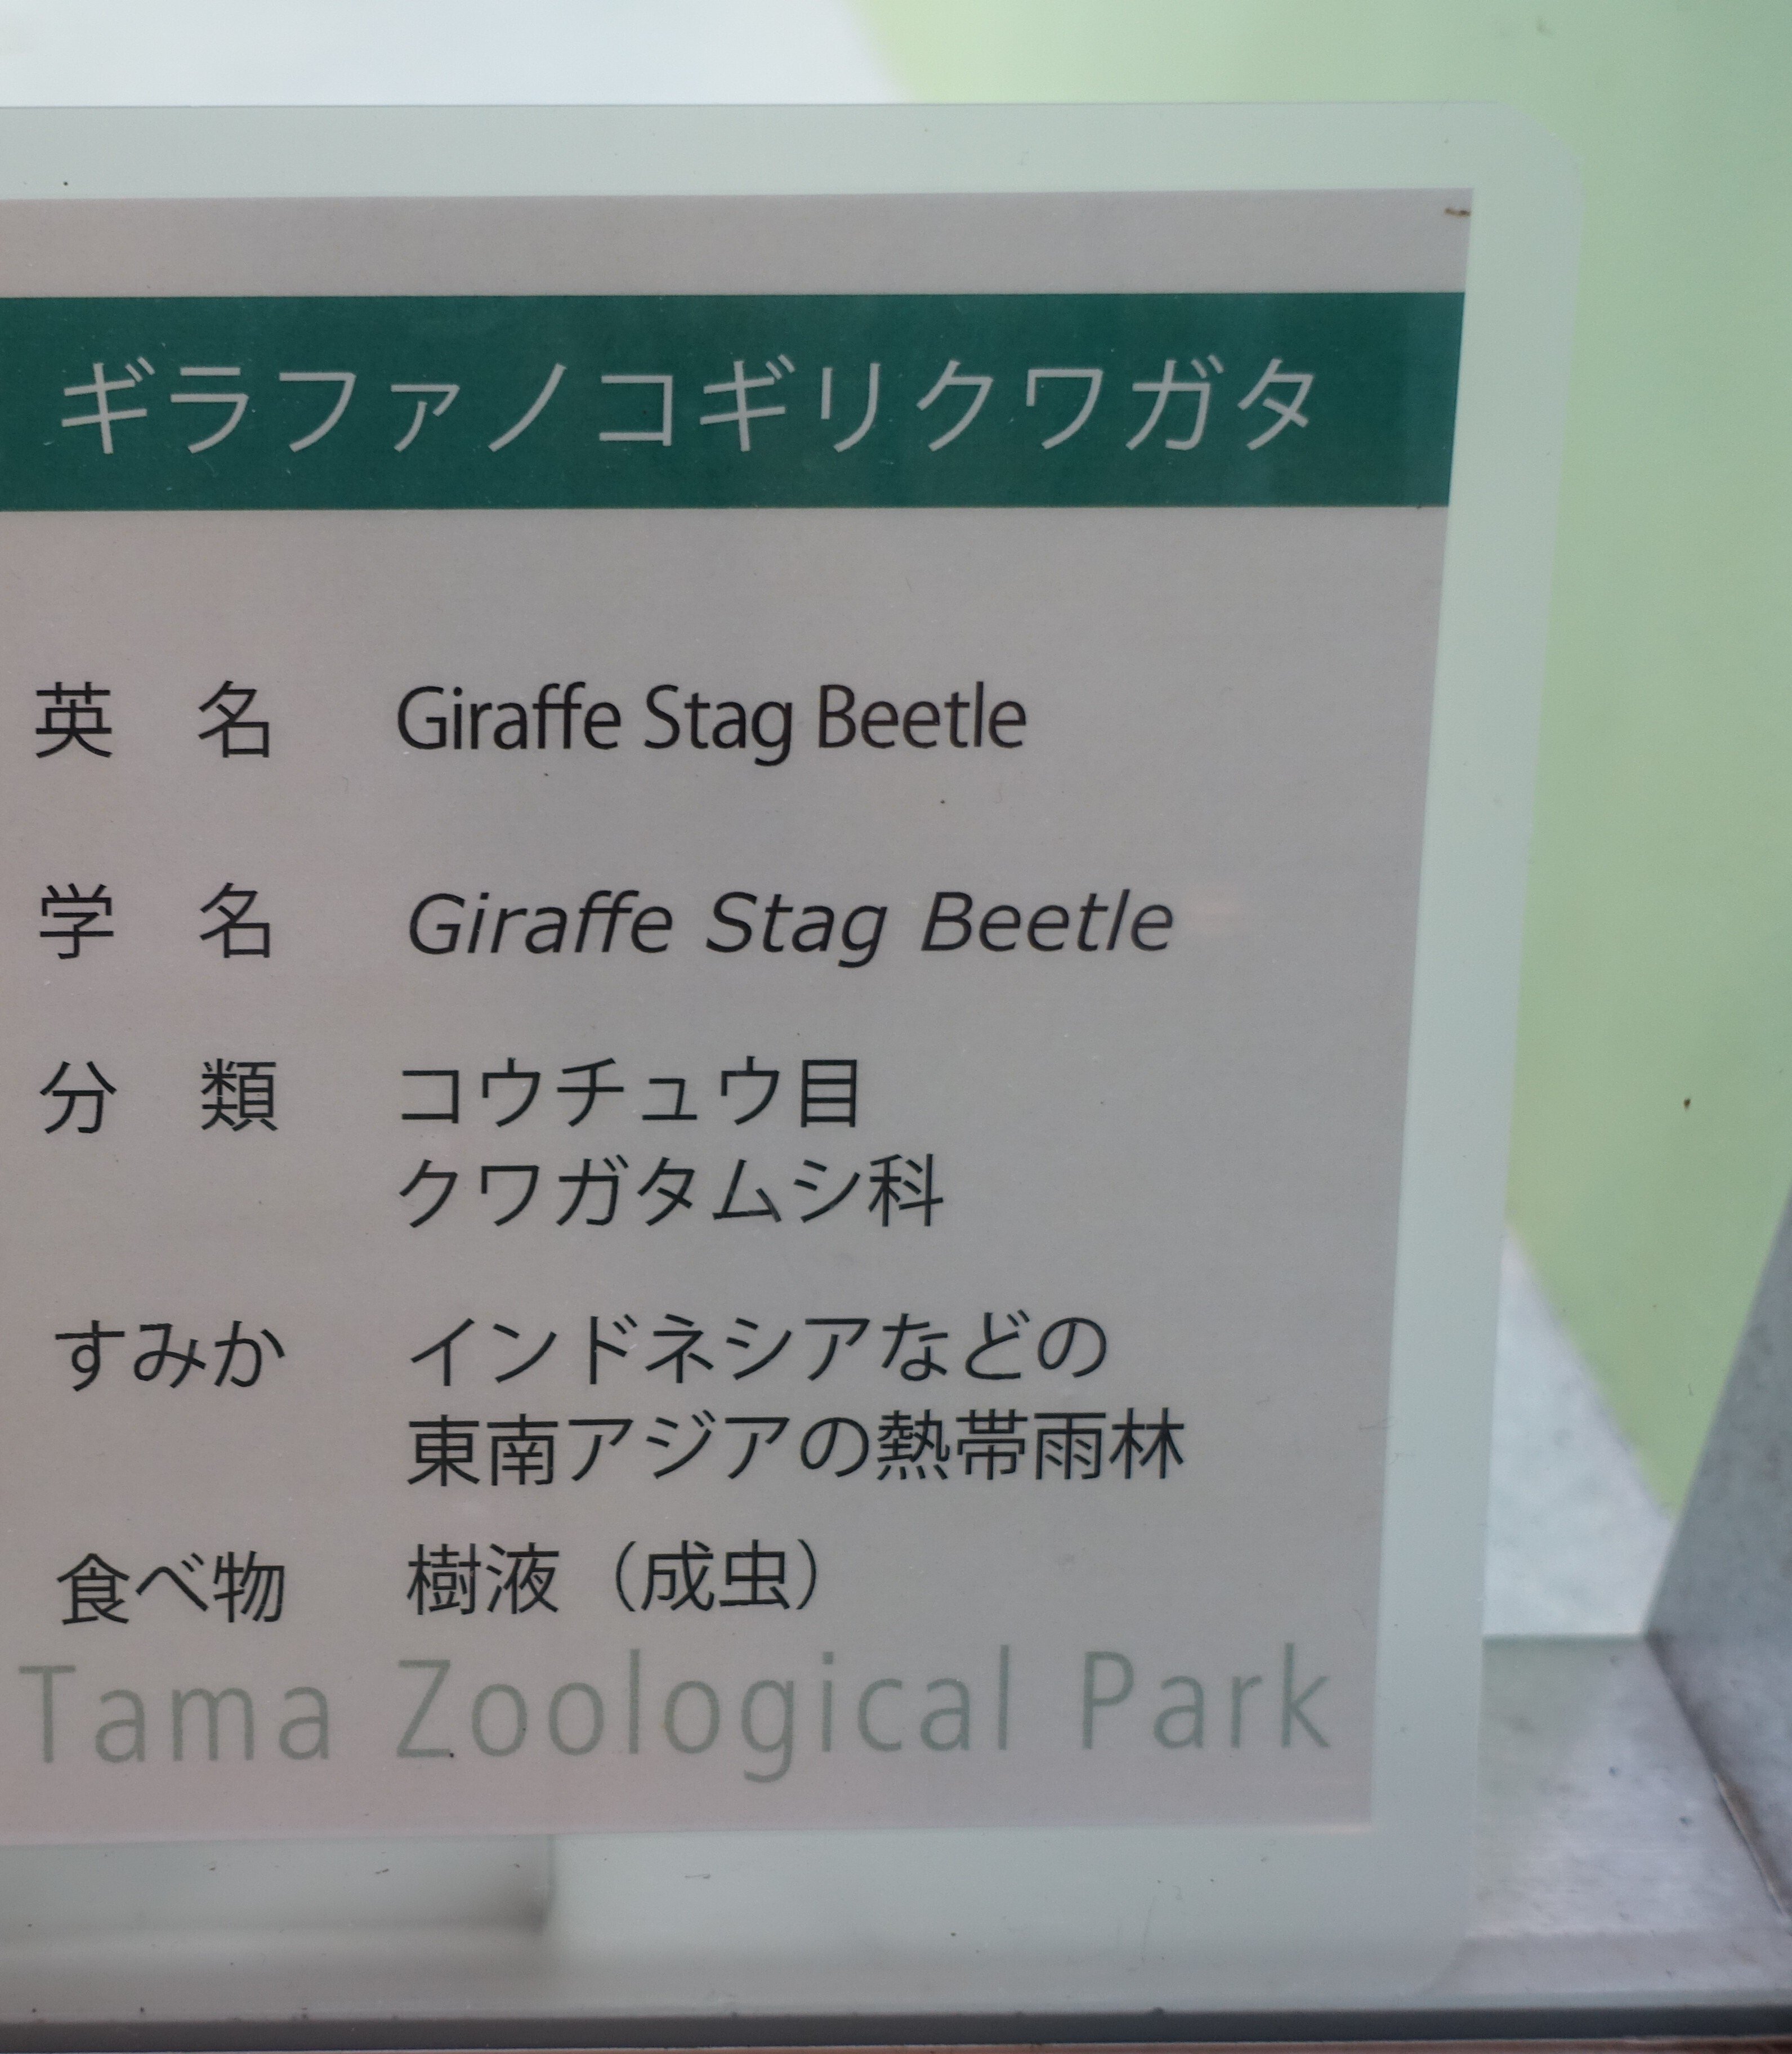 ギラファノコギリクワガタ
英 名 Giraffe Stag Beetle
学 名 Giraffe Stag Beetle
分 類 コウチュウ目
クワガタムシ科
すみか インドネシアなどの
東南アジアの熱帯雨林
食べ物 樹液（成虫）
Tama Zoological Park